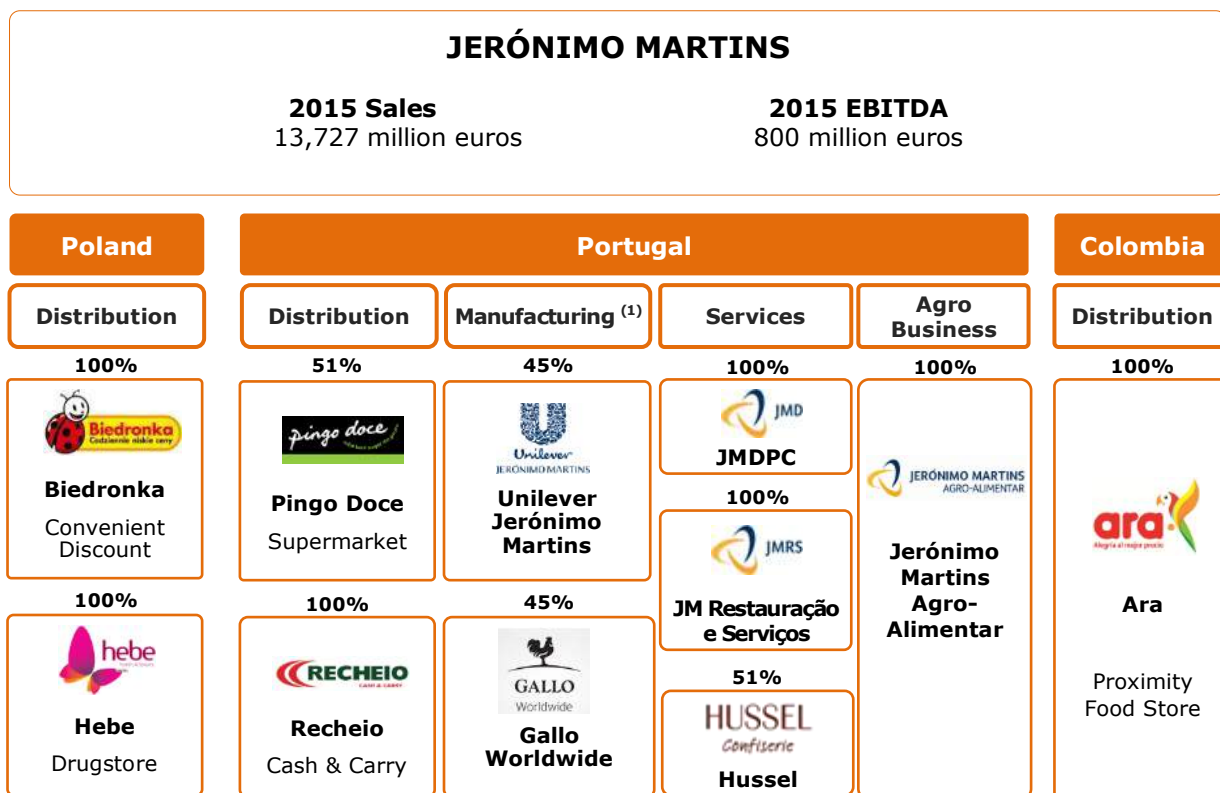 JERÓNIMO MARTINS
2015 Sales
13,727 million euros
2015 EBITDA
800 million euros
Poland
Portugal
Colombia
Distribution
Distribution
Manufacturing (1)
Services
Agro
Business
Distribution
100%
51%
45%
100%
100%
100%
Biedronka
Codziennie niskie ceny
Biedronka
Convenient
Discount
100%
hebe
Hebe
Drugstore
pingo doce
Pingo Doce
Supermarket
100%
RECHEIO
CASH & CARRY
Recheio
Cash & Carry
Unilever
JERÓNIMO MARTINS
Unilever
Jerónimo
Martins
45%
GALLO
Worldwide
Gallo
Worldwide
JMD
JMDPC
100%
JMRS
JM Restauração
e Serviços
51%
HUSSEL
Confiserie
Hussel
JERÓNIMO MARTINS
AGRO-ALIMENTAR
Jerónimo
Martins
Agro-
Alimentar
ara
Alegría al mejor precio
Ara
Proximity
Food Store